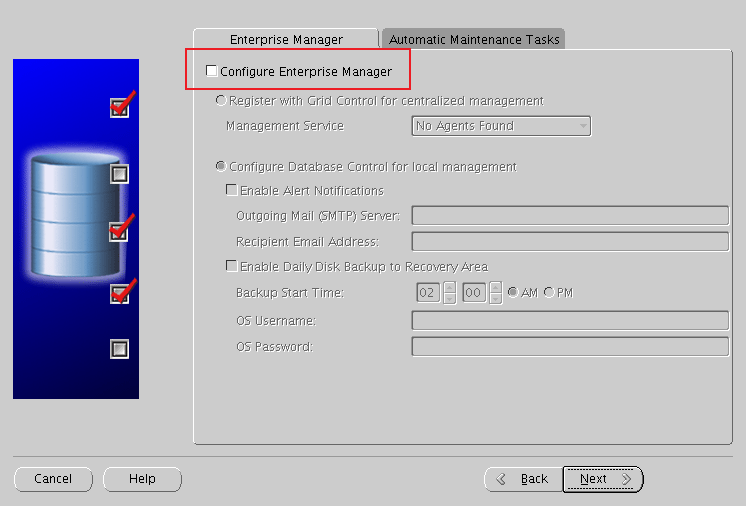 Enterprise Manager
Automatic Maintenance Tasks
Configure Enterprise Manager
Register with Grid Control for centralized management
Management Service
No Agents Found
Configure Database Control for local management
Enable Alert Notifications
Outgoing Mail (SMTP) Server:
Recipient Email Address:
Enable Daily Disk Backup to Recovery Area
Backup Start Time:
02 00 AM PM
OS Username:
OS Password:
Cancel
Help
Back
Next